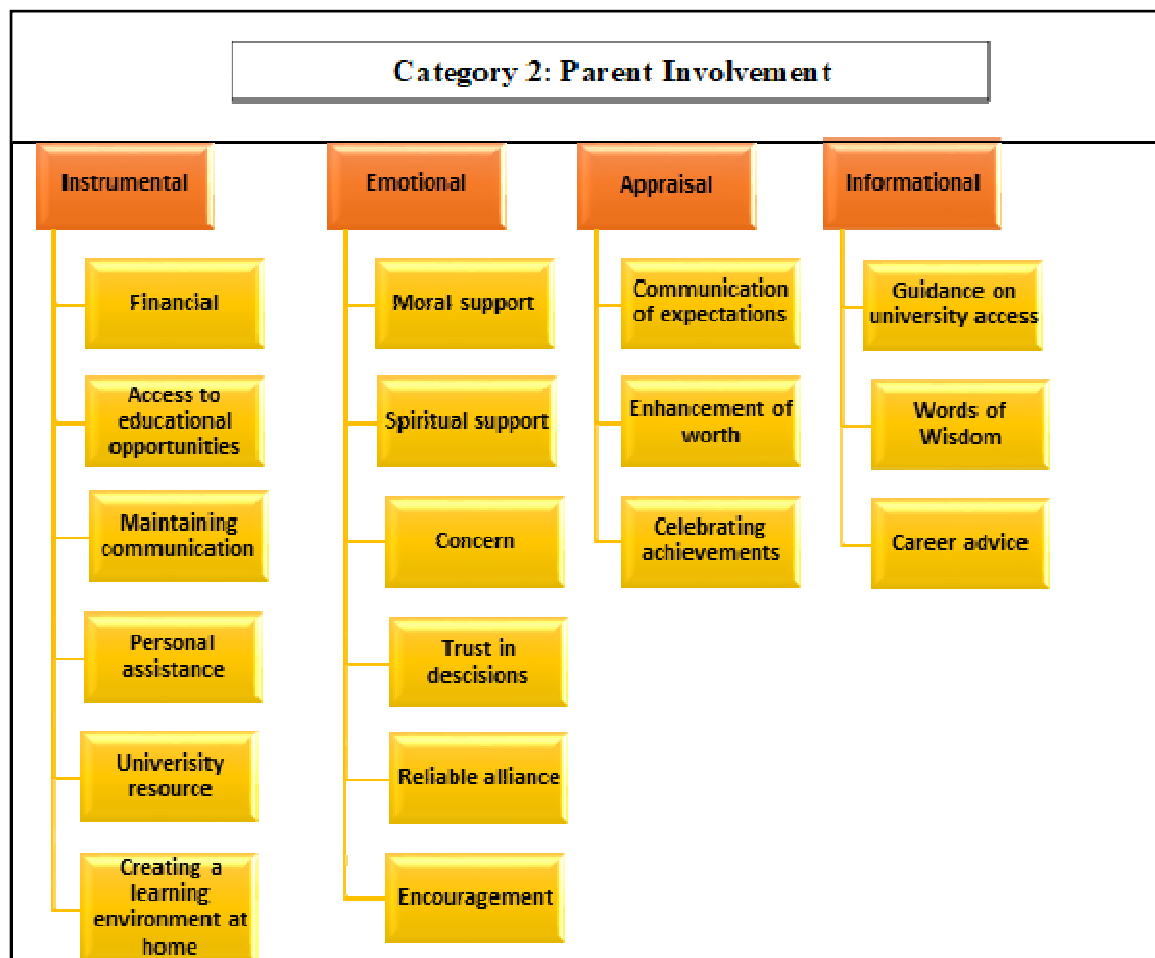 Category 2: Parent Involvement
Instrumental
Financial
Access to
educational
opportunities
Maintaining
communication
Personal
assistance
Univerisity
resource
Creating a
learning
environment at
home
Emotional
Moral support
Spiritual support
Concern
Trust in
descisions
Reliable alliance
Encouragement
Appraisal
Communication
of expectations
Enhancement of
worth
Celebrating
achievements
Informational
Guidance on
university access
Words of
Wisdom
Career advice